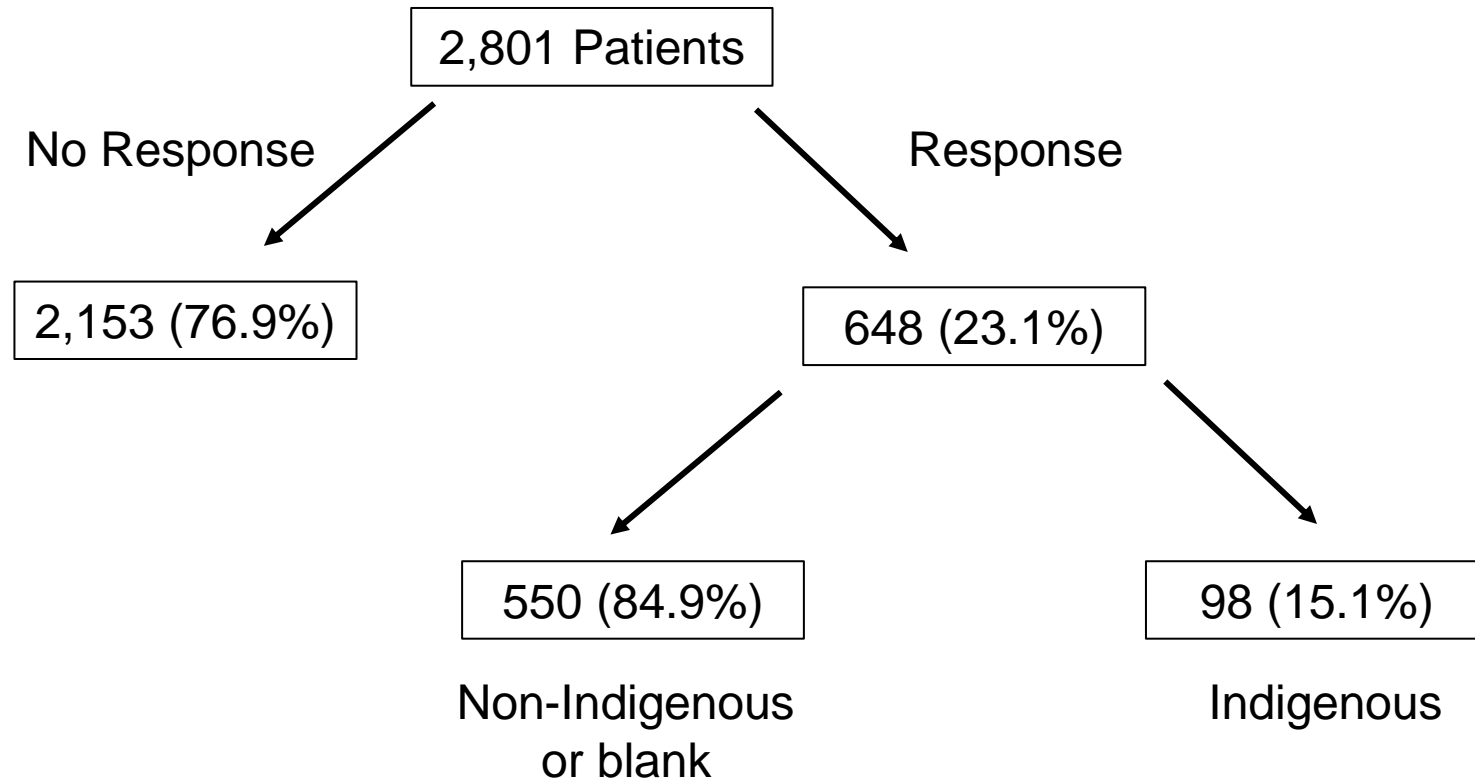 2,801 Patients
No Response
Response
2,153 (76.9%)
648 (23.1%)
550 (84.9%)
98 (15.1%)
Non-Indigenous
or blank
Indigenous